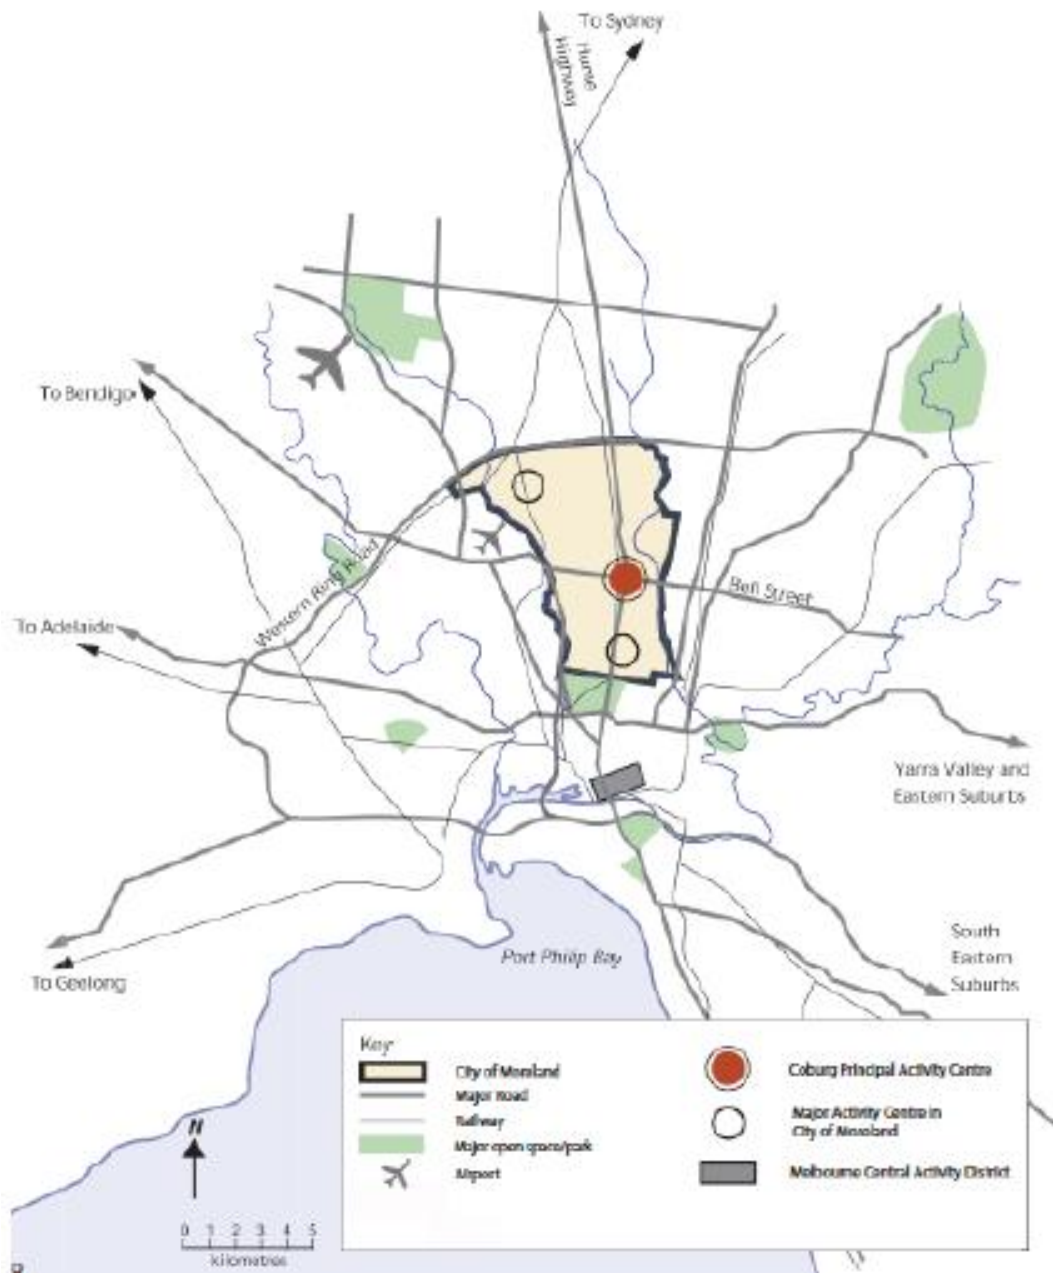 To Sydney
Hume
Highway
To Bendigo
Western Ring Road
Bell Street
To Adelaide
Yarra Valley and
Eastern Suburbs
Port Philip Bay
South
Eastern
Suburbs
To Geelong
Key
City of Moreland
Major Road
Railway
Major open space/park
Airport
Coburg Principal Activity Centre
Major Activity Centre in
City of Moreland
Melbourne Central Activity District
N
0 1 2 3 4 5
kilometres